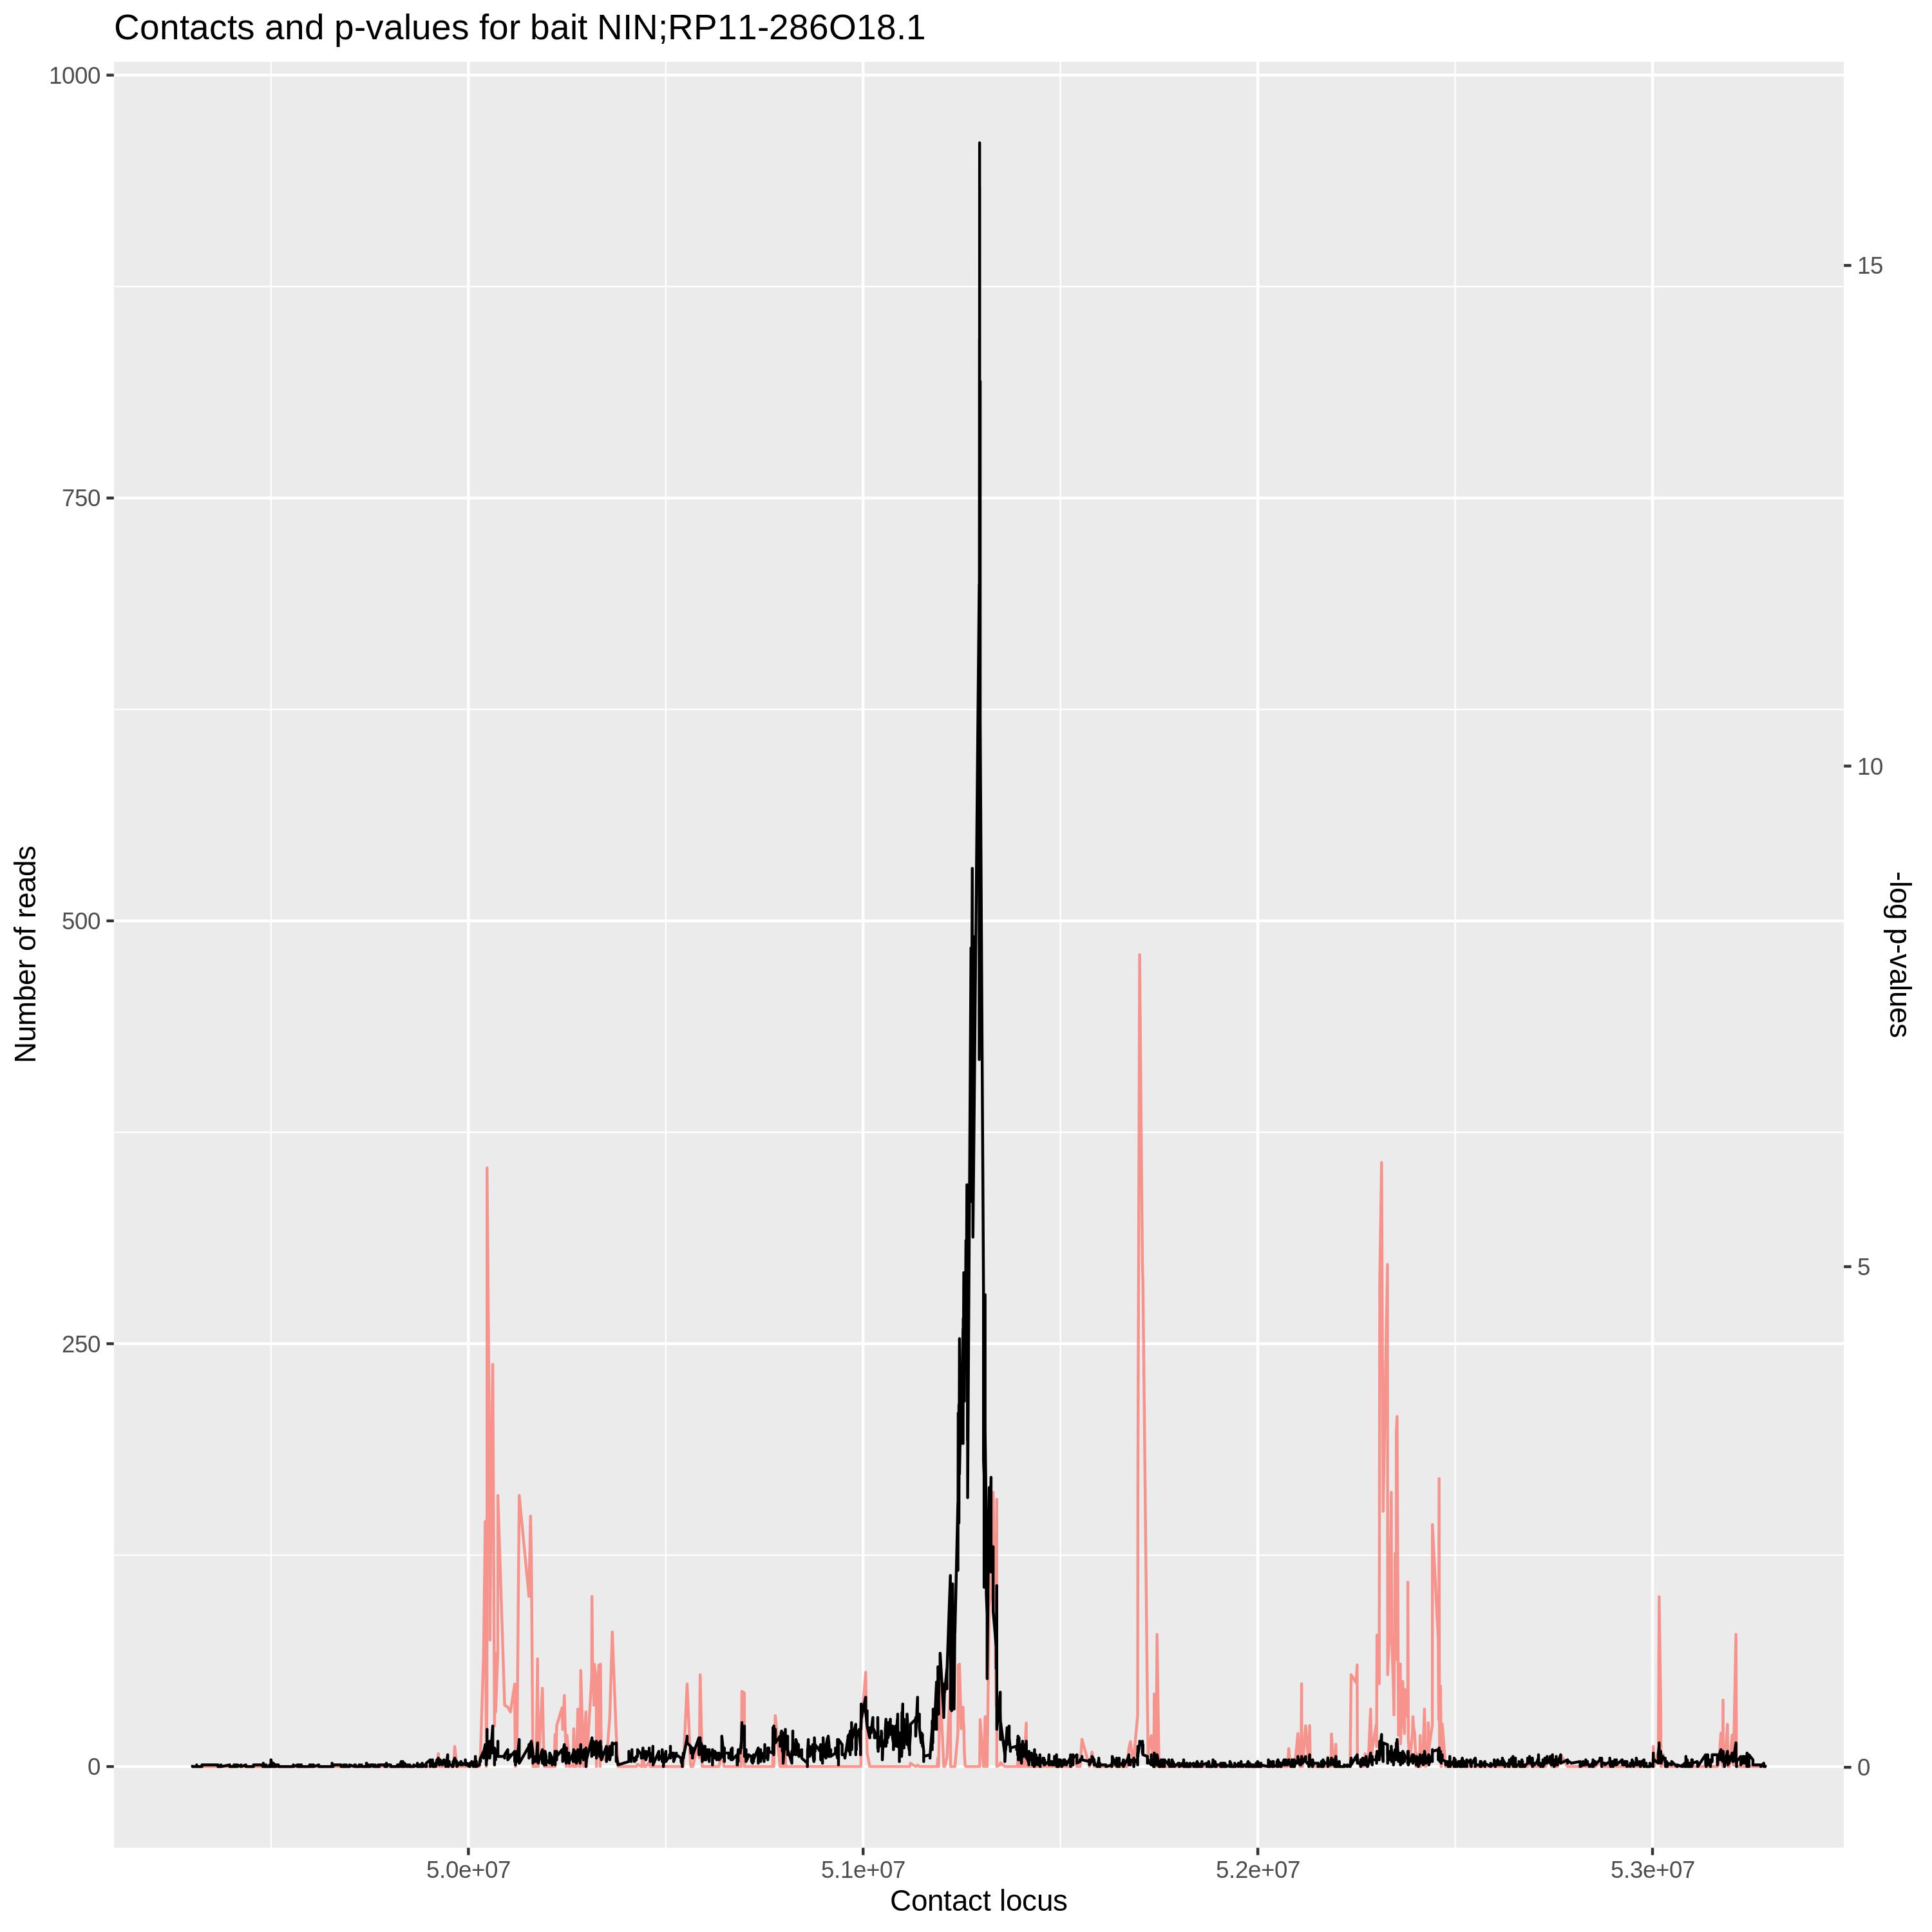 Contacts and p-values for bait NIN;RP11-286O18.1
1000
750
500
250
0
Number of reads
15
10
5
0
-log p-values
5.0e+07
5.1e+07
5.2e+07
5.3e+07
Contact locus